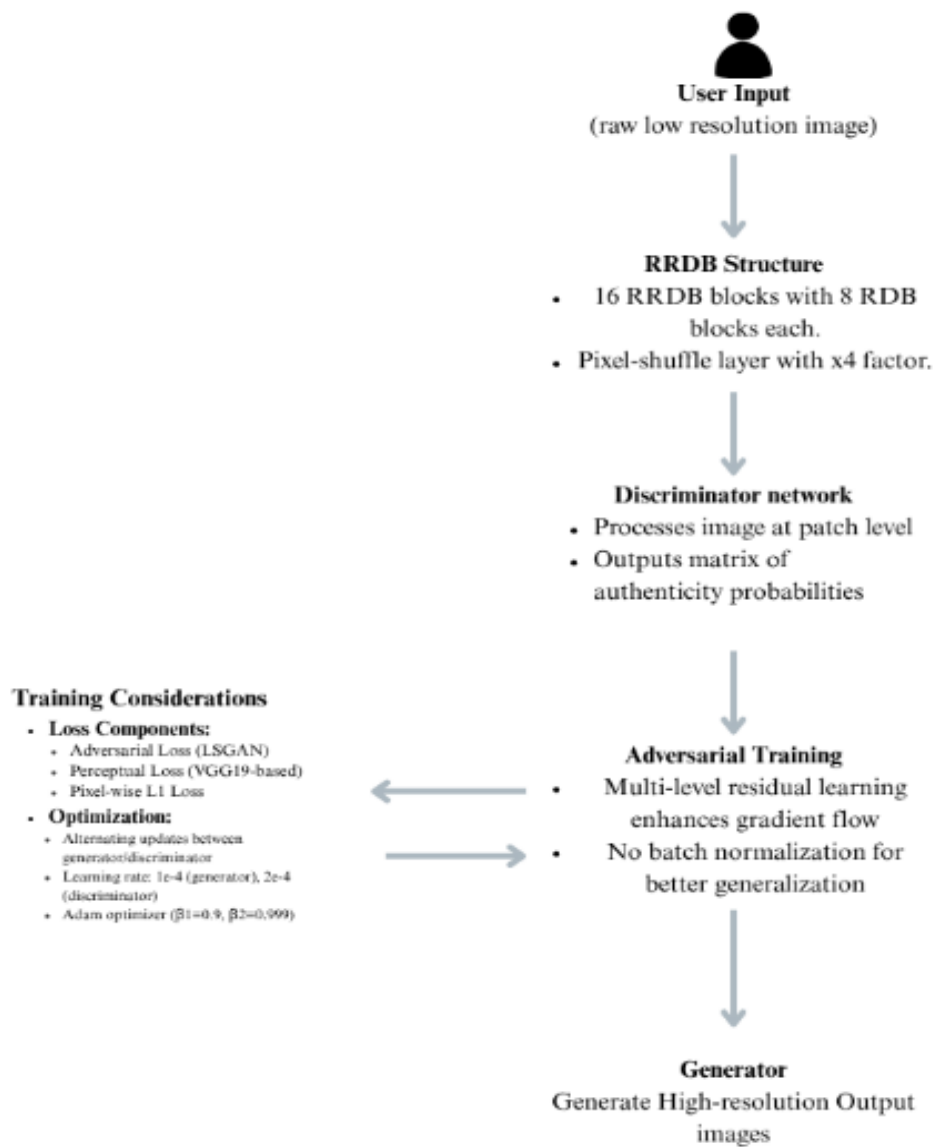 User Input
(raw low resolution image)
RRDB Structure
• 16 RRDB blocks with 8 RDB
blocks each.
• Pixel-shuffle layer with x4 factor.
Discriminator network
• Processes image at patch level
• Outputs matrix of
authenticity probabilities
Training Considerations
• Loss Components:
• Adversarial Loss (LSGAN)
• Perceptual Loss (VGG19-based)
• Pixel-wise L1 Loss
• Optimization:
• Alternating updates between
generator/discriminator
• Learning rate: 1e-4 (generator), 2e-4
(discriminator)
• Adam optimizer (β1=0.9, β2=0.999)
Adversarial Training
• Multi-level residual learning
enhances gradient flow
• No batch normalization for
better generalization
Generator
Generate High-resolution Output
images